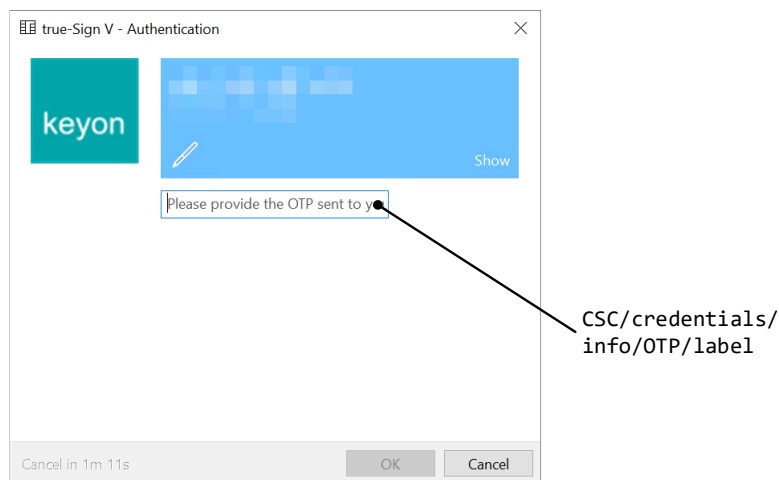 true-Sign V - Authentication
keyon
Show
Please provide the OTP sent to
CSC/credentials/
info/OTP/label
Cancel in 1m 11s
OK
Cancel